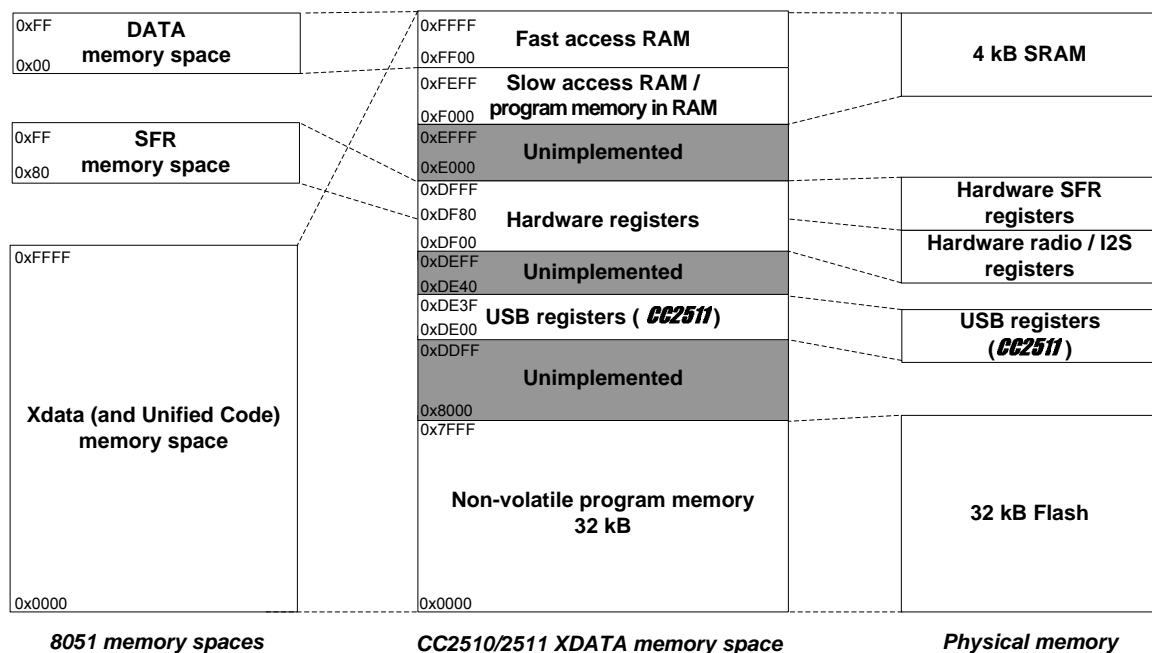 0xFF
DATA
memory space
0x00
0xFF
SFR
memory space
0x80
0xFFFF
Xdata (and Unified Code)
memory space
0x0000
8051 memory spaces
0xFFFF
Fast access RAM
0xFF00
0xFEFF
Slow access RAM /
program memory in RAM
0xF000
0xEFFF
Unimplemented
0xE000
0xDFFF
0xDF80
Hardware registers
0xDF00
0xDEFF
Unimplemented
0xDE40
0xDE3F
USB registers ( CC2511)
0xDE00
0xDDFF
Unimplemented
0x8000
0x7FFF
Non-volatile program memory
32 kB
0x0000
CC2510/2511 XDATA memory space
4 kB SRAM
Hardware SFR
registers
Hardware radio / I2S
registers
USB registers
(CC2511)
32 kB Flash
Physical memory